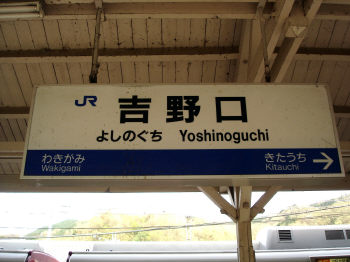 JR 吉野口
よしのぐち Yoshinoguchi
わきがみ きたうち
Wakigami Kitauchi